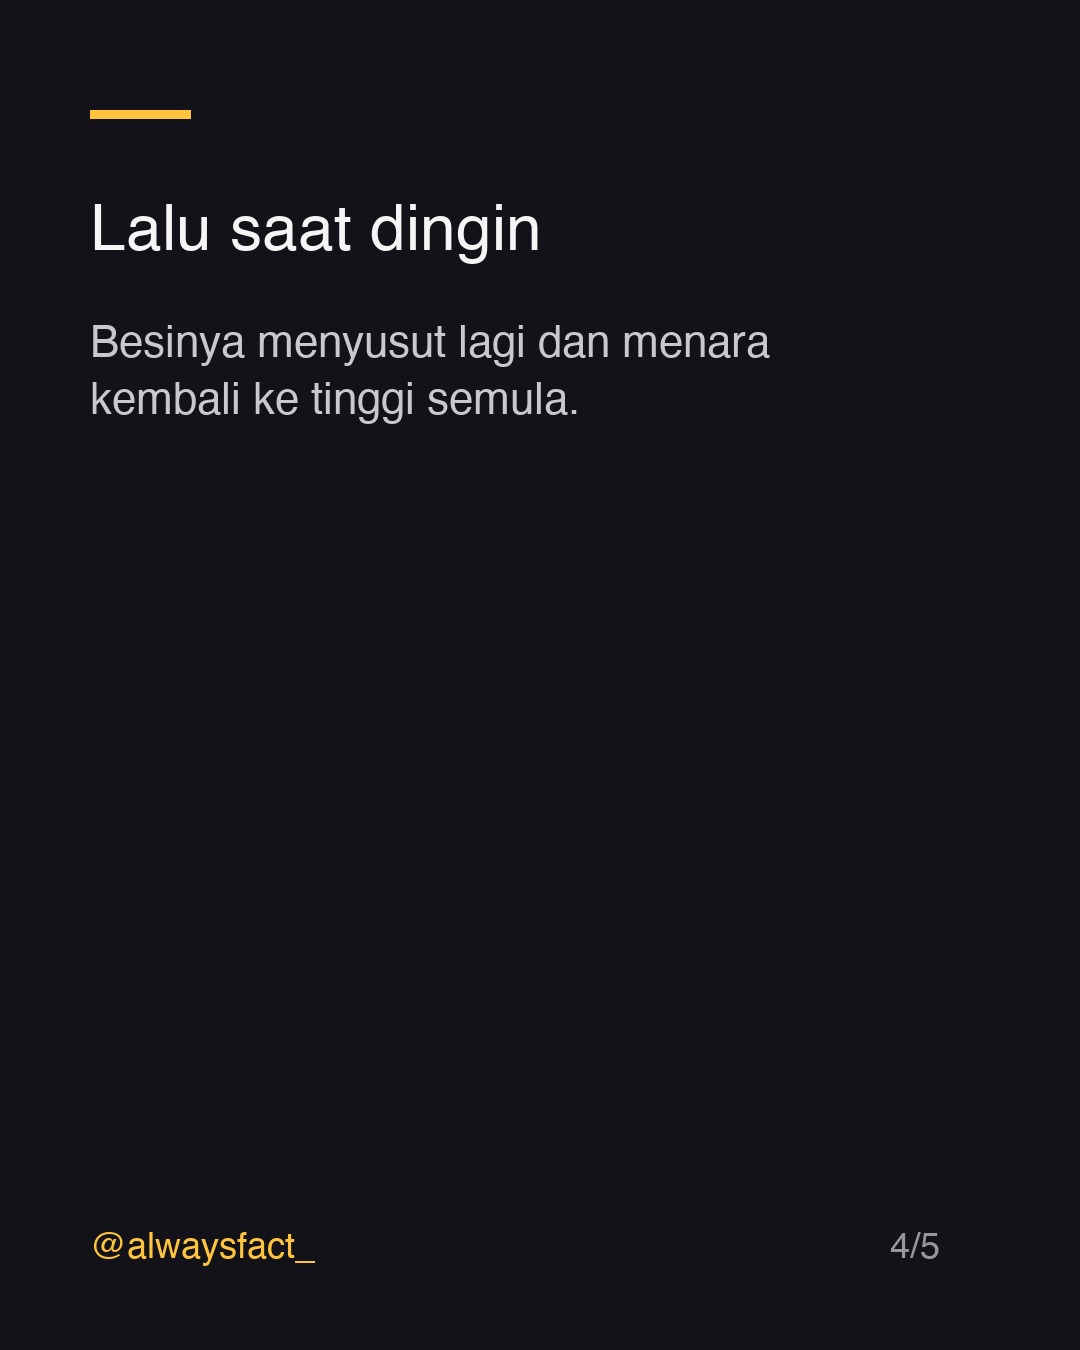 Lalu saat dingin
Besinya menyusut lagi dan menara
kembali ke tinggi semula.
@alwaysfact_
4/5